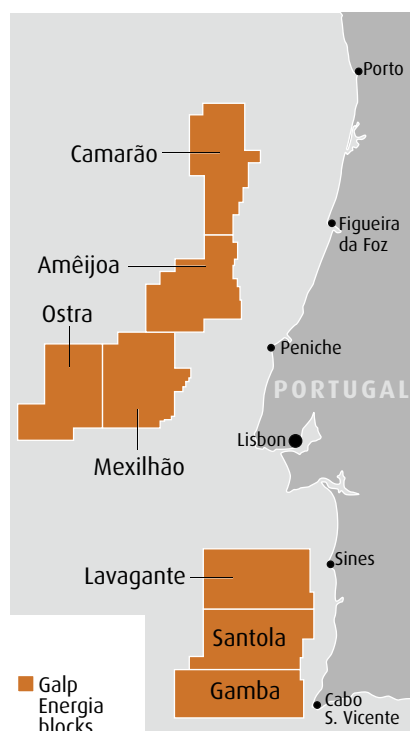 Porto
Camarão
Figueira
da Foz
Amêijoa
Ostra
Peniche
PORTUGAL
Lisbon
Mexilhão
Sines
Lavagante
Santola
Gamba
Galp
Energia
blocks
Cabo
S. Vicente